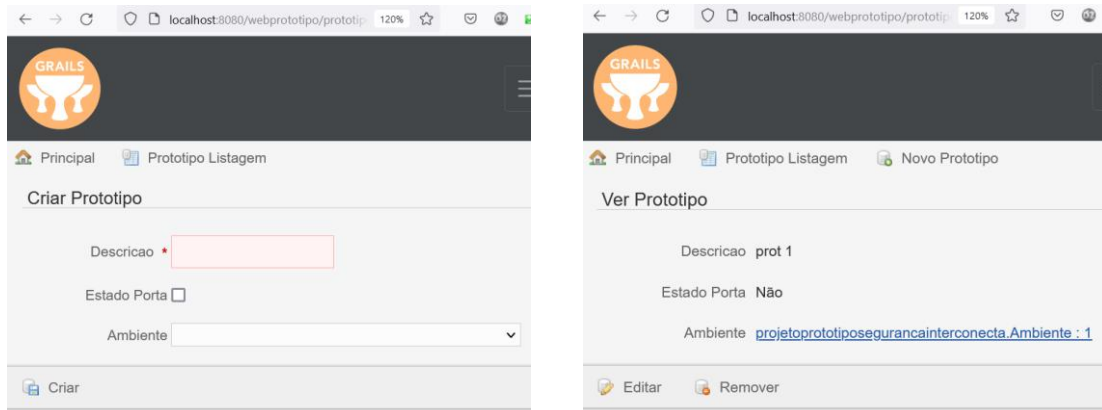 localhost:8080/webprototipo/prototip 120%
GRAILS
Principal Prototipo Listagem
Criar Prototipo
Descricao *
Estado Porta
Ambiente
Criar
localhost:8080/webprototipo/prototip 120%
GRAILS
Principal Prototipo Listagem Novo Prototipo
Ver Prototipo
Descricao prot 1
Estado Porta Não
Ambiente projetoprototiposegurancainterconecta.Ambiente : 1
Editar Remover